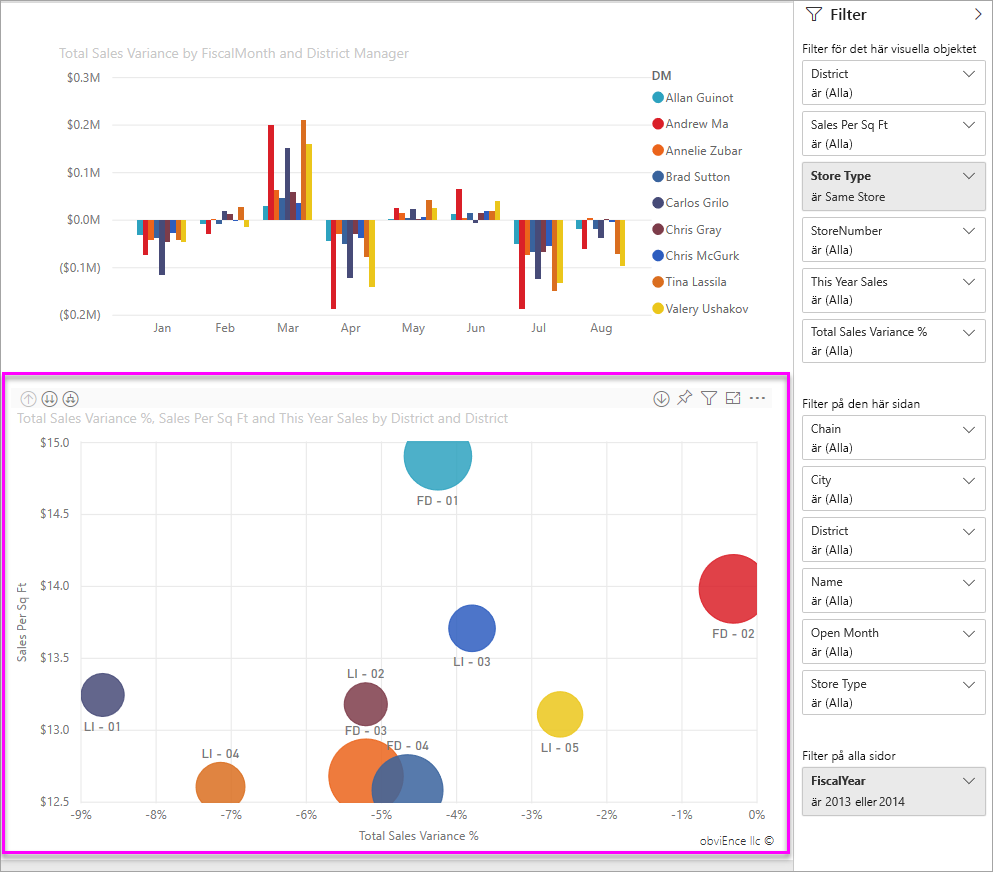 Total Sales Variance by FiscalMonth and District Manager
$0.3M
$0.2M
$0.1M
$0.0M
($0.1M)
($0.2M)
Jan Feb Mar Apr May Jun Jul Aug
DM
Allan Guinot
Andrew Ma
Annelie Zubar
Brad Sutton
Carlos Grilo
Chris Gray
Chris McGurk
Tina Lassila
Valery Ushakov
Total Sales Variance %, Sales Per Sq Ft and This Year Sales by District and District
Sales Per Sq Ft
$15.0
$14.5
$14.0
$13.5
$13.0
$12.5
FD - 01
FD - 02
LI - 03
LI - 02
LI - 01
FD - 03
FD - 04
LI - 05
LI - 04
-9% -8% -7% -6% -5% -4% -3% -2% -1% 0%
Total Sales Variance %
obviEnce llc ©
Filter
Filter för det här visuella objektet
District
är (Alla)
Sales Per Sq Ft
är (Alla)
Store Type
är Same Store
StoreNumber
är (Alla)
This Year Sales
är (Alla)
Total Sales Variance %
är (Alla)
Filter på den här sidan
Chain
är (Alla)
City
är (Alla)
District
är (Alla)
Name
är (Alla)
Open Month
är (Alla)
Store Type
är (Alla)
Filter på alla sidor
FiscalYear
är 2013 eller 2014